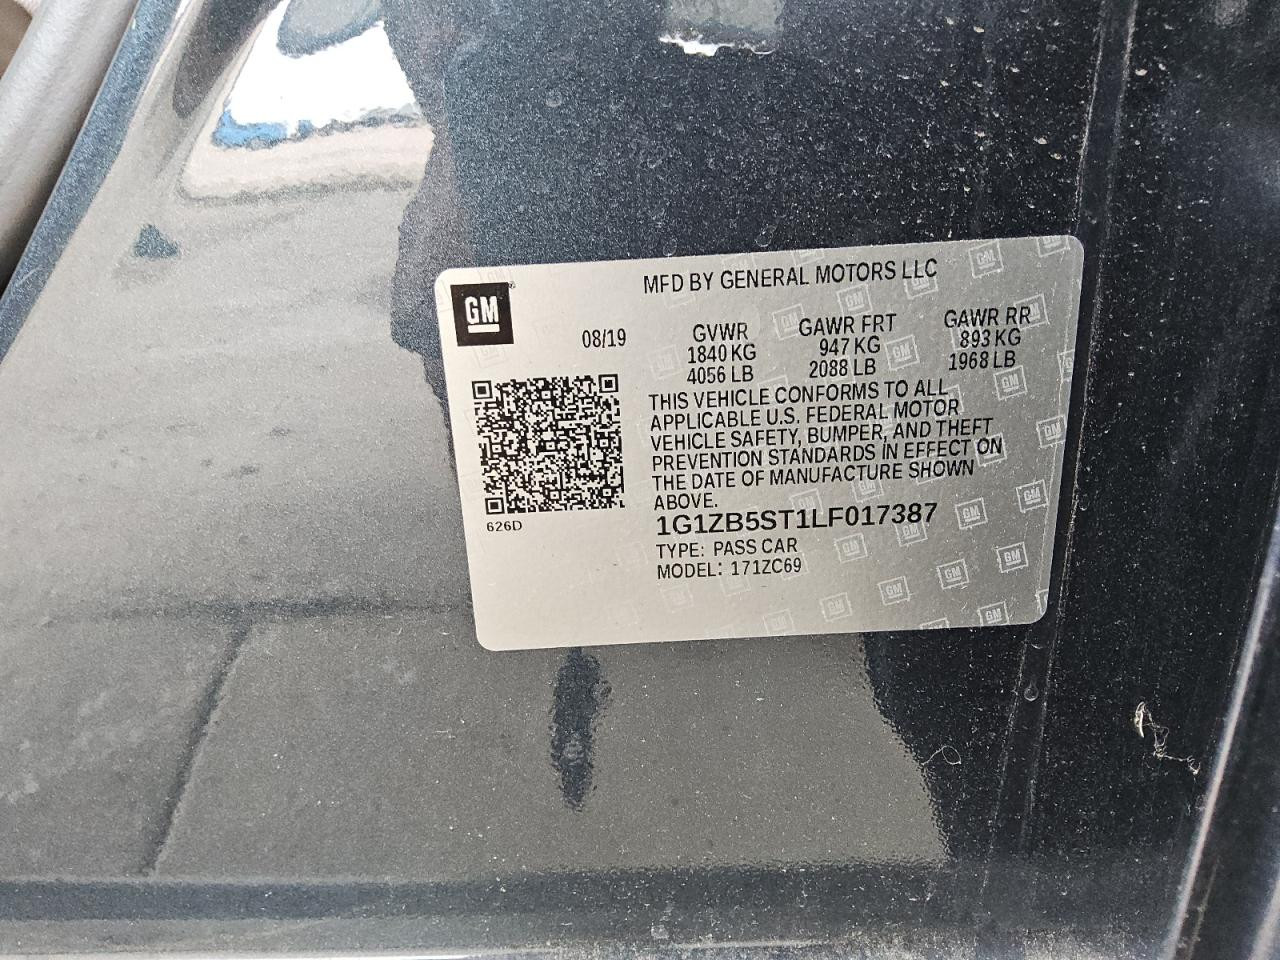 MFD BY GENERAL MOTORS LLC
GM
08/19
GVWR GAWR FRT GAWR RR
1840 KG 947 KG 893 KG
4056 LB 2088 LB 1968 LB
THIS VEHICLE CONFORMS TO ALL
APPLICABLE U.S. FEDERAL MOTOR
VEHICLE SAFETY, BUMPER, AND THEFT
PREVENTION STANDARDS IN EFFECT ON
THE DATE OF MANUFACTURE SHOWN
ABOVE.
626D
1G1ZB5ST1LF017387
TYPE: PASS CAR
MODEL: 171ZC69